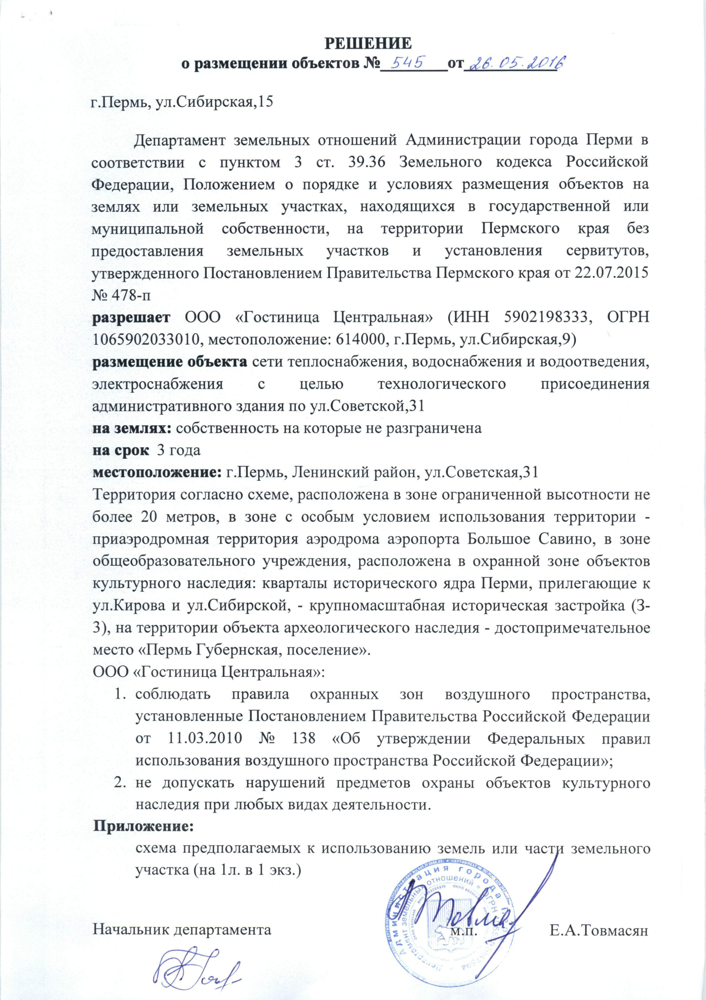 РЕШЕНИЕ
о размещении объектов № 545 от 26.05.2016
г.Пермь, ул.Сибирская,15
Департамент земельных отношений Администрации города Перми в
соответствии с пунктом 3 ст. 39.36 Земельного кодекса Российской
Федерации, Положением о порядке и условиях размещения объектов на
землях или земельных участках, находящихся в государственной или
муниципальной собственности, на территории Пермского края без
предоставления земельных участков и установления сервитутов,
утвержденного Постановлением Правительства Пермского края от 22.07.2015
№ 478-п
разрешает ООО «Гостиница Центральная» (ИНН 5902198333, ОГРН
1065902033010, местоположение: 614000, г.Пермь, ул.Сибирская,9)
размещение объекта сети теплоснабжения, водоснабжения и водоотведения,
электроснабжения с целью технологического присоединения
административного здания по ул.Советской,31
на землях: собственность на которые не разграничена
на срок 3 года
местоположение: г.Пермь, Ленинский район, ул.Советская,31
Территория согласно схеме, расположена в зоне ограниченной высотности не
более 20 метров, в зоне с особым условием использования территории -
приаэродромная территория аэродрома аэропорта Большое Савино, в зоне
общеобразовательного учреждения, расположена в охранной зоне объектов
культурного наследия: кварталы исторического ядра Перми, прилегающие к
ул.Кирова и ул.Сибирской, - крупномасштабная историческая застройка (З-
3), на территории объекта археологического наследия - достопримечательное
место «Пермь Губернская, поселение».
ООО «Гостиница Центральная»:
1. соблюдать правила охранных зон воздушного пространства,
установленные Постановлением Правительства Российской Федерации
от 11.03.2010 № 138 «Об утверждении Федеральных правил
использования воздушного пространства Российской Федерации»;
2. не допускать нарушений предметов охраны объектов культурного
наследия при любых видах деятельности.
Приложение:
схема предполагаемых к использованию земель или части земельного
участка (на 1л. в 1 экз.)
Администрация города
Департамент земельных отношений * ОГРН
Начальник департамента м.п. Е.А.Товмасян